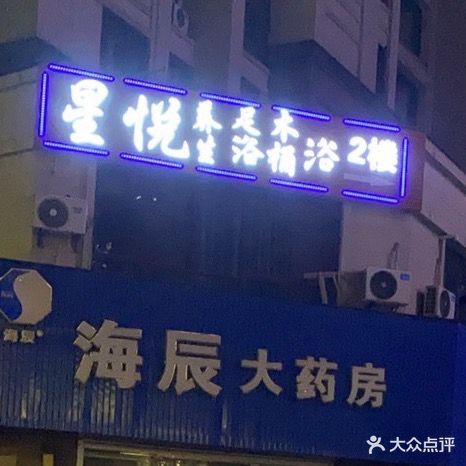 星悦养生足浴木桶浴2楼
海辰
海辰大药房
大众点评